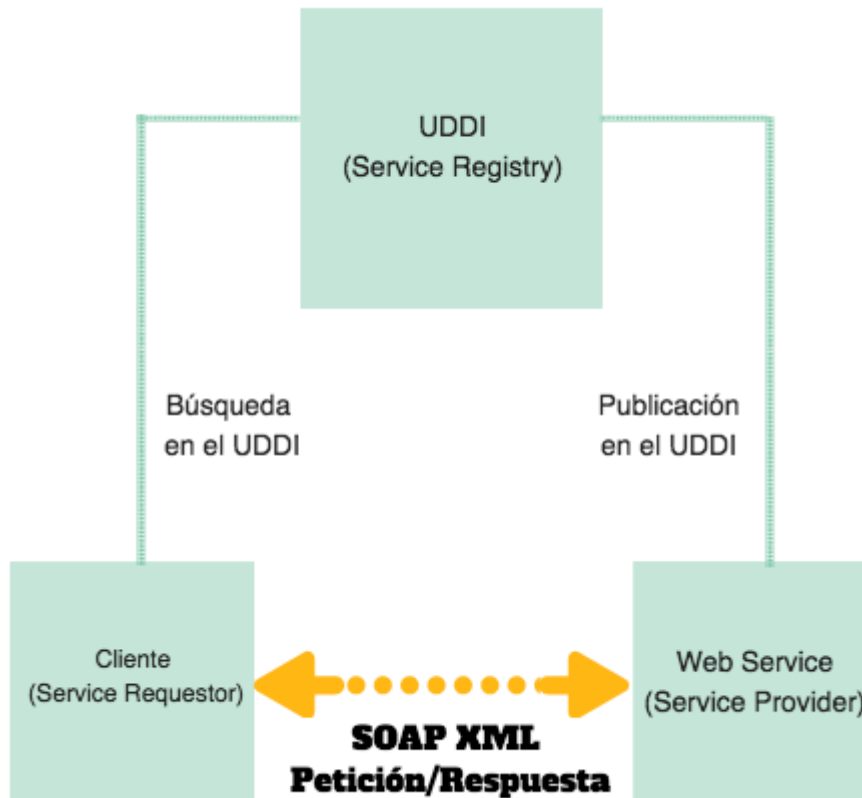 UDDI
(Service Registry)
Búsqueda
en el UDDI
Publicación
en el UDDI
Cliente
(Service Requestor)
Web Service
(Service Provider)
SOAP XML
Petición/Respuesta